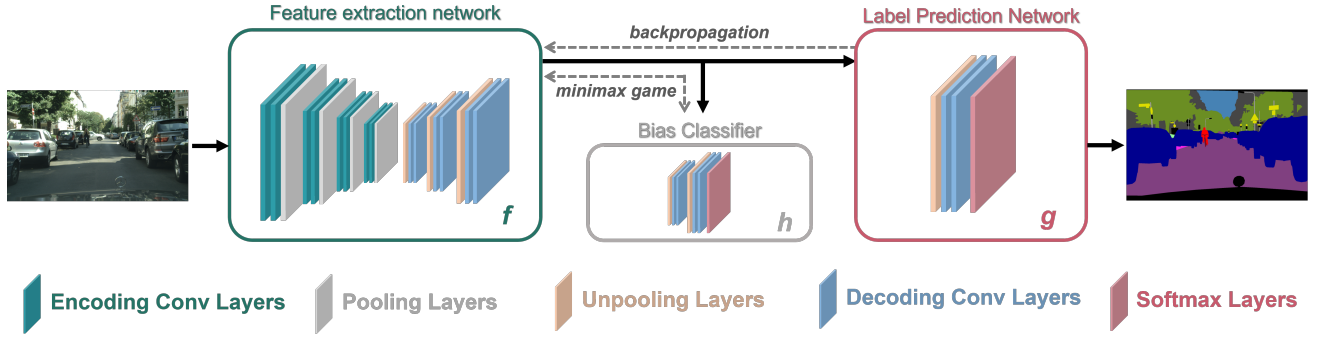 Feature extraction network
Label Prediction Network
backpropagation
minimax game
Bias Classifier
f
h
g
Encoding Conv Layers
Pooling Layers
Unpooling Layers
Decoding Conv Layers
Softmax Layers